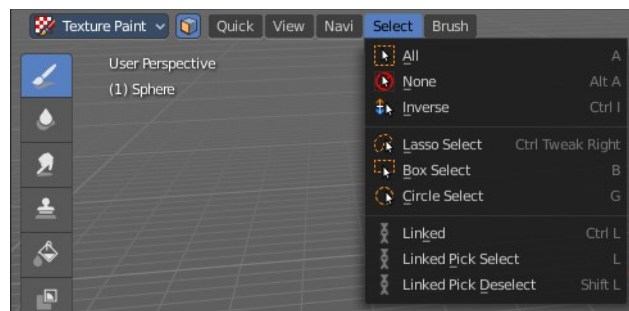 Texture Paint Quick View Navi Select Brush
User Perspective
(1) Sphere
All A
None Alt A
Inverse Ctrl I
Lasso Select Ctrl Tweak Right
Box Select B
Circle Select G
Linked Ctrl L
Linked Pick Select L
Linked Pick Deselect Shift L